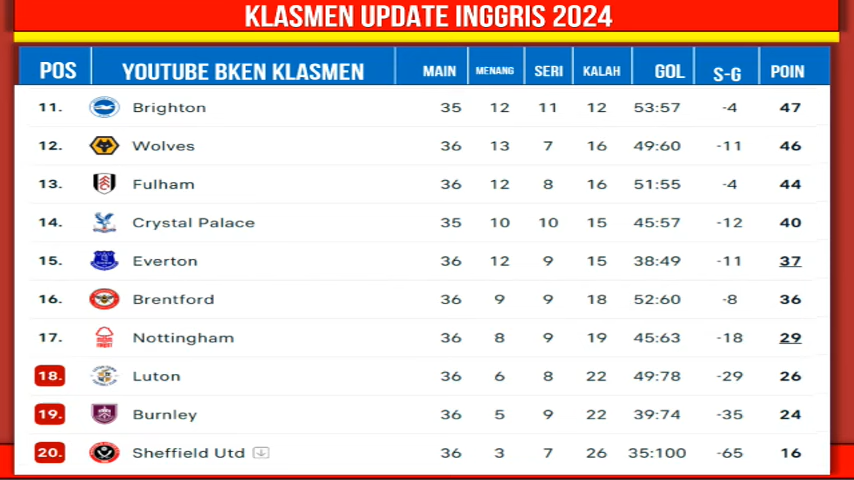 KLASMEN UPDATE INGGRIS 2024
POS YOUTUBE BKEN KLASMEN MAIN MENANG SERI KALAH GOL S-G POIN
11. Brighton 35 12 11 12 53:57 -4 47
12. Wolves 36 13 7 16 49:60 -11 46
13. Fulham 36 12 8 16 51:55 -4 44
14. Crystal Palace 35 10 10 15 45:57 -12 40
15. Everton 36 12 9 15 38:49 -11 37
16. Brentford 36 9 9 18 52:60 -8 36
17. Nottingham 36 8 9 19 45:63 -18 29
18. Luton 36 6 8 22 49:78 -29 26
19. Burnley 36 5 9 22 39:74 -35 24
20. Sheffield Utd 36 3 7 26 35:100 -65 16